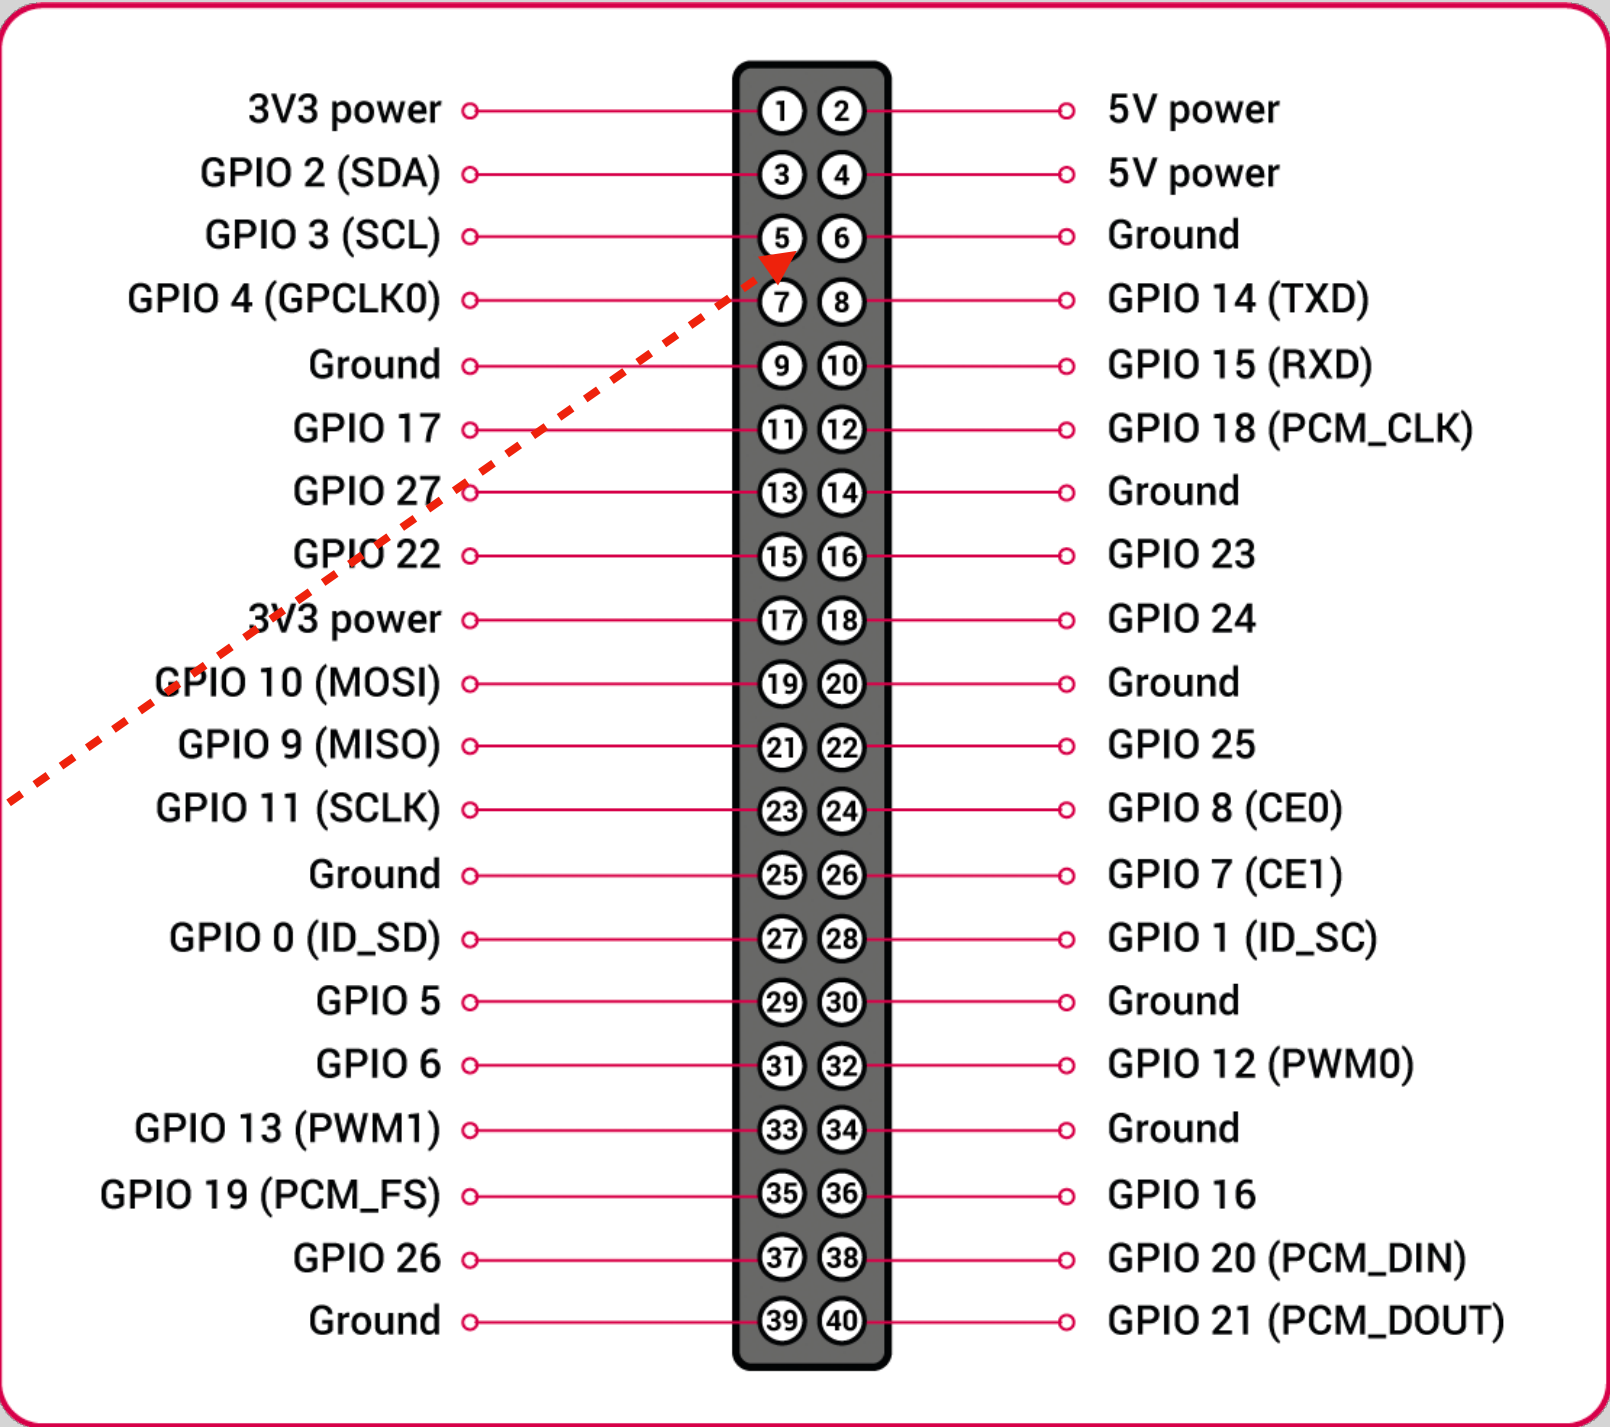 3V3 power 1 2 5V power
GPIO 2 (SDA) 3 4 5V power
GPIO 3 (SCL) 5 6 Ground
GPIO 4 (GPCLK0) 7 8 GPIO 14 (TXD)
Ground 9 10 GPIO 15 (RXD)
GPIO 17 11 12 GPIO 18 (PCM_CLK)
GPIO 27 13 14 Ground
GPIO 22 15 16 GPIO 23
3V3 power 17 18 GPIO 24
GPIO 10 (MOSI) 19 20 Ground
GPIO 9 (MISO) 21 22 GPIO 25
GPIO 11 (SCLK) 23 24 GPIO 8 (CE0)
Ground 25 26 GPIO 7 (CE1)
GPIO 0 (ID_SD) 27 28 GPIO 1 (ID_SC)
GPIO 5 29 30 Ground
GPIO 6 31 32 GPIO 12 (PWM0)
GPIO 13 (PWM1) 33 34 Ground
GPIO 19 (PCM_FS) 35 36 GPIO 16
GPIO 26 37 38 GPIO 20 (PCM_DIN)
Ground 39 40 GPIO 21 (PCM_DOUT)